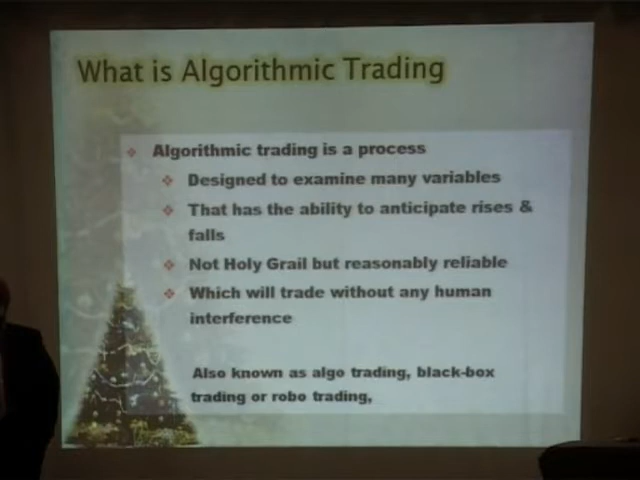 What is Algorithmic Trading
Algorithmic trading is a process
Designed to examine many variables
That has the ability to anticipate rises &
falls
Not Holy Grail but reasonably reliable
Which will trade without any human
interference
Also known as algo trading, black-box
trading or robo trading,